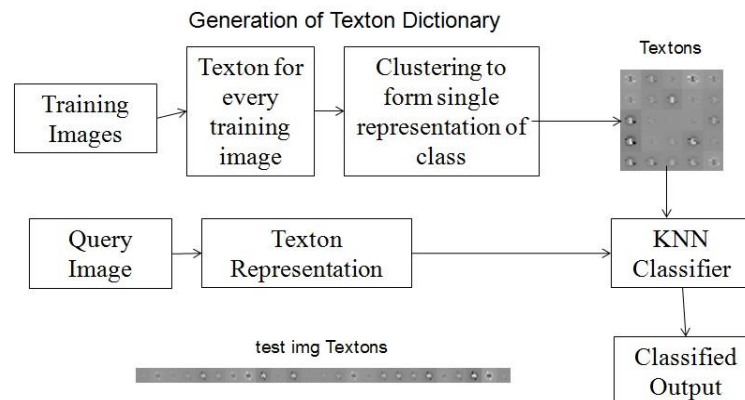 Generation of Texton Dictionary
Textons
Training
Images
Texton for
every
training
image
Clustering to
form single
representation of
class
Query
Image
Texton
Representation
KNN
Classifier
test img Textons
Classified
Output